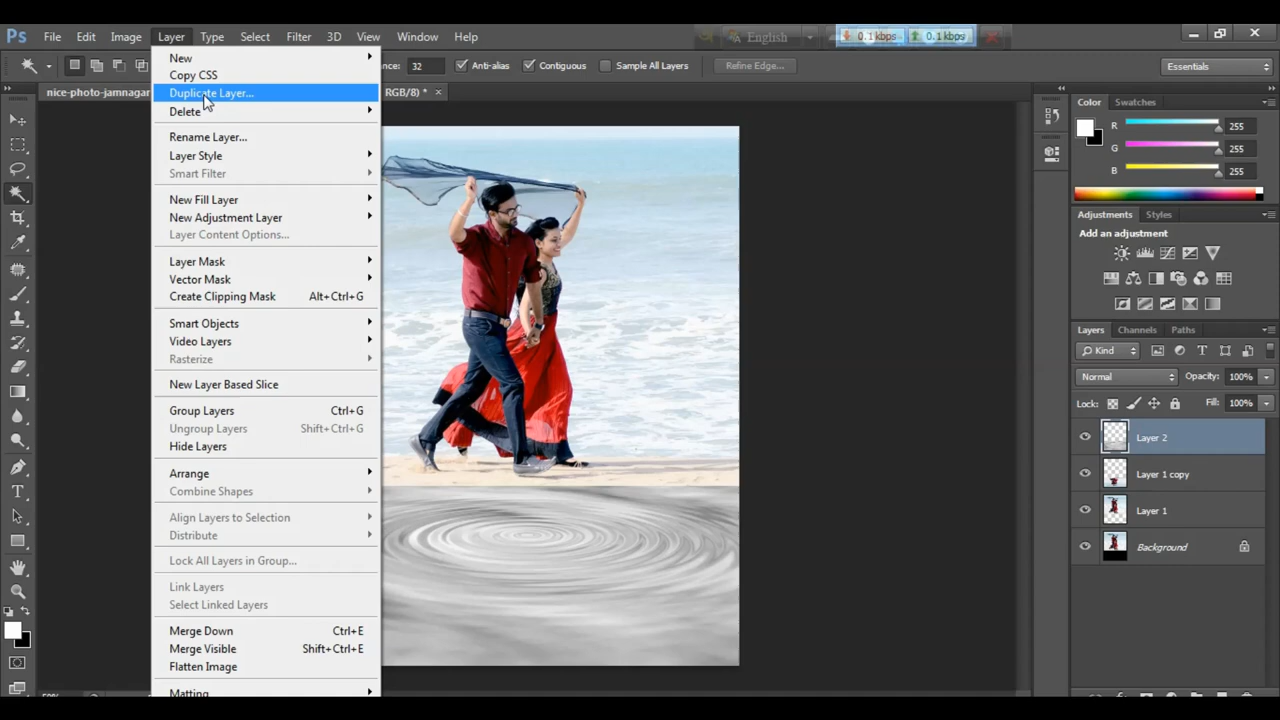 Ps File Edit Image Layer Type Select Filter 3D View Window Help
English 0.1kbps 0.1kbps
ance: 32 Anti-alias Contiguous Sample All Layers Refine Edge... Essentials
nice-photo-jamnagar RGB/8) *
New
Copy CSS
Duplicate Layer...
Delete
Rename Layer...
Layer Style
Smart Filter
New Fill Layer
New Adjustment Layer
Layer Content Options...
Layer Mask
Vector Mask
Create Clipping Mask Alt+Ctrl+G
Smart Objects
Video Layers
Rasterize
New Layer Based Slice
Group Layers Ctrl+G
Ungroup Layers Shift+Ctrl+G
Hide Layers
Arrange
Combine Shapes
Align Layers to Selection
Distribute
Lock All Layers in Group...
Link Layers
Select Linked Layers
Merge Down Ctrl+E
Merge Visible Shift+Ctrl+E
Flatten Image
Matting
Color Swatches
R 255
G 255
B 255
Adjustments Styles
Add an adjustment
Layers Channels Paths
Kind
Normal Opacity: 100%
Lock: Fill: 100%
Layer 2
Layer 1 copy
Layer 1
Background